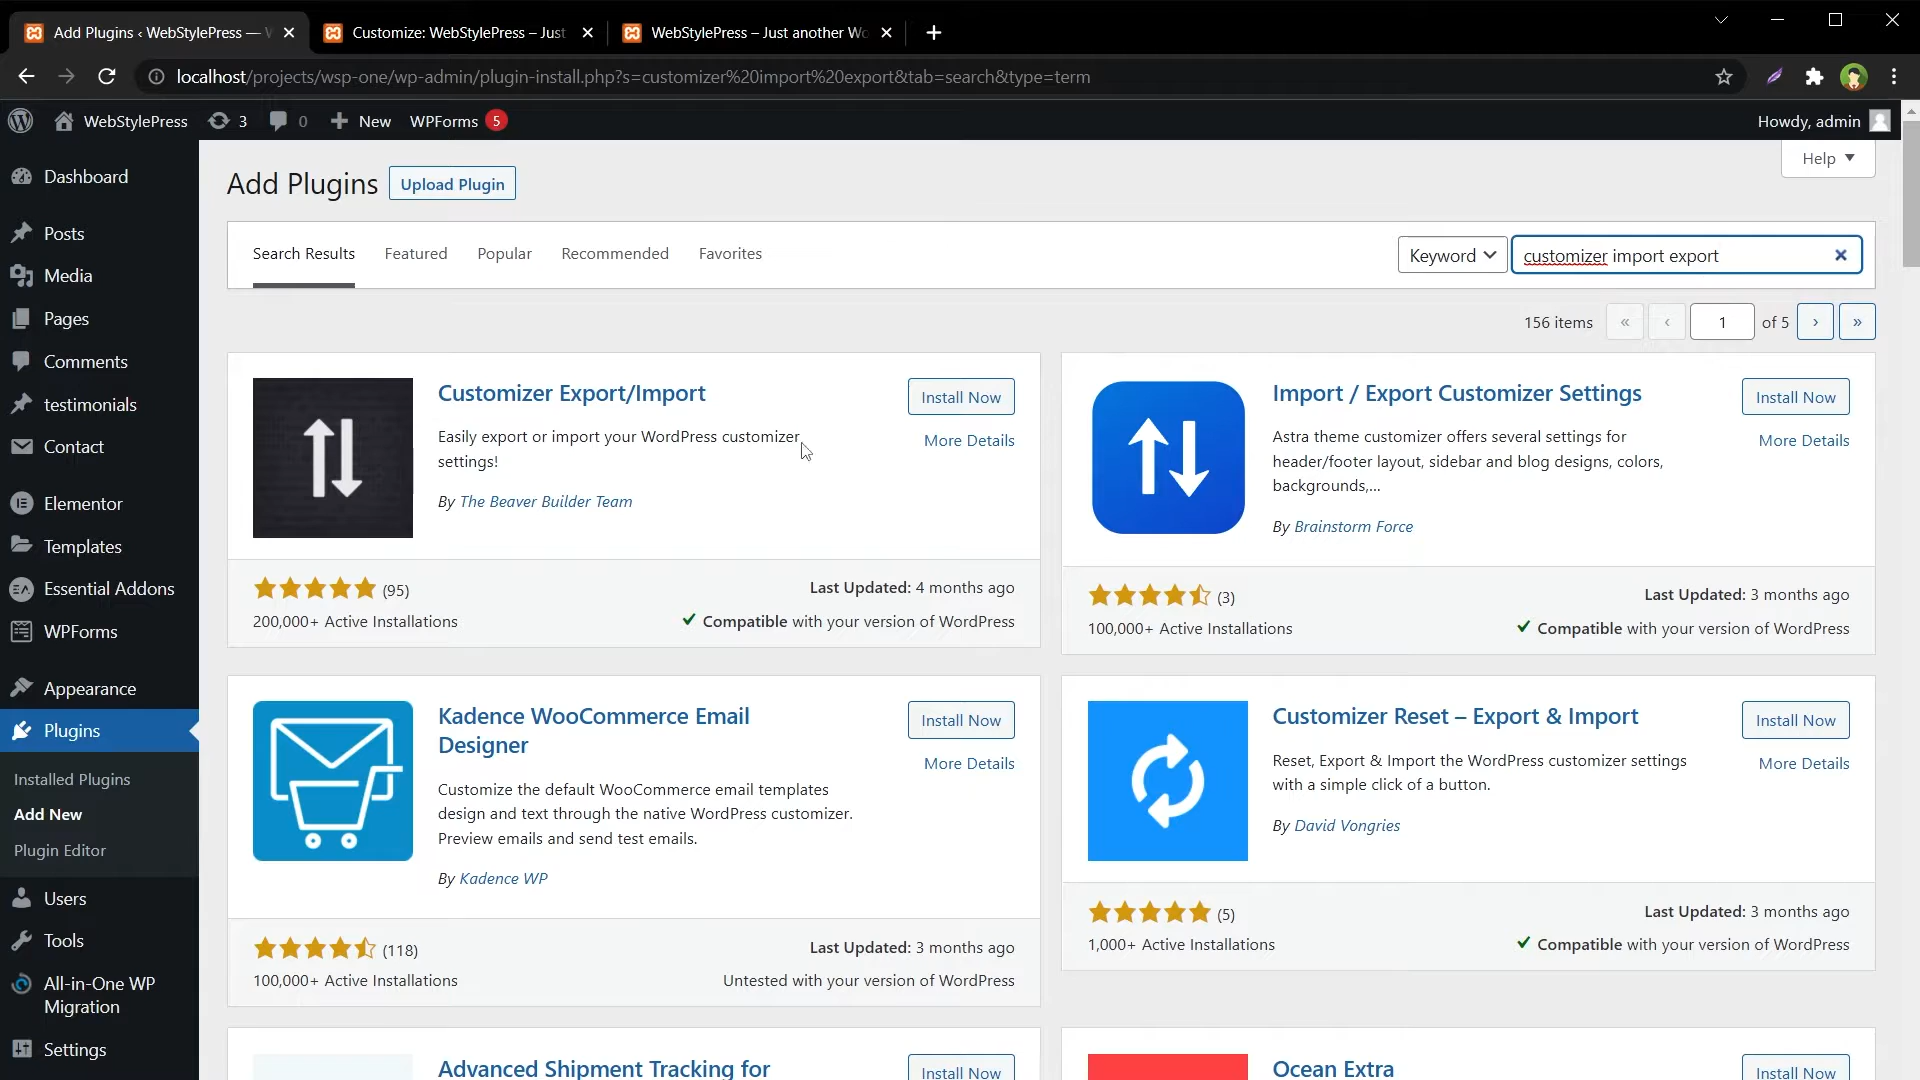 Add Plugins ‹ WebStylePress — W
Customize: WebStylePress – Just
WebStylePress – Just another Wo
localhost/projects/wsp-one/wp-admin/plugin-install.php?s=customizer%20import%20export&tab=search&type=term
WebStylePress
3
0
New
WPForms 5
Howdy, admin
Dashboard
Posts
Media
Pages
Comments
testimonials
Contact
Elementor
Templates
Essential Addons
WPForms
Appearance
Plugins
Installed Plugins
Add New
Plugin Editor
Users
Tools
All-in-One WP
Migration
Settings
Help
Add Plugins
Upload Plugin
Search Results
Featured
Popular
Recommended
Favorites
Keyword
customizer import export
156 items « ‹ 1 of 5 › »
Customizer Export/Import
Install Now
More Details
Easily export or import your WordPress customizer
settings!
By The Beaver Builder Team
(95)
200,000+ Active Installations
Last Updated: 4 months ago
Compatible with your version of WordPress
Import / Export Customizer Settings
Install Now
More Details
Astra theme customizer offers several settings for
header/footer layout, sidebar and blog designs, colors,
backgrounds,...
By Brainstorm Force
(3)
100,000+ Active Installations
Last Updated: 3 months ago
Compatible with your version of WordPress
Kadence WooCommerce Email
Designer
Install Now
More Details
Customize the default WooCommerce email templates
design and text through the native WordPress customizer.
Preview emails and send test emails.
By Kadence WP
(118)
100,000+ Active Installations
Last Updated: 3 months ago
Untested with your version of WordPress
Customizer Reset – Export & Import
Install Now
More Details
Reset, Export & Import the WordPress customizer settings
with a simple click of a button.
By David Vongries
(5)
1,000+ Active Installations
Last Updated: 3 months ago
Compatible with your version of WordPress
Advanced Shipment Tracking for
Install Now
Ocean Extra
Install Now